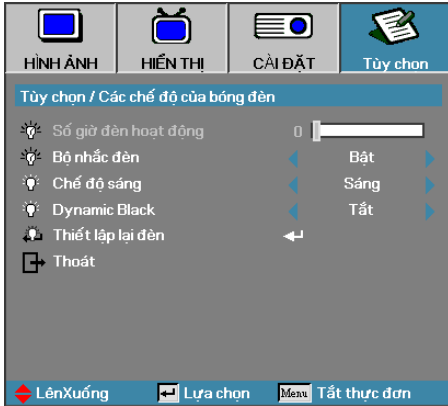 HÌNH ẢNH HIỂN THỊ CÀI ĐẶT Tùy chọn
Tùy chọn / Các chế độ của bóng đèn
Số giờ đèn hoạt động 0
Bộ nhắc đèn Bật
Chế độ sáng Sáng
Dynamic Black Tắt
Thiết lập lại đèn
Thoát
LênXuống Lựa chọn Menu Tắt thực đơn